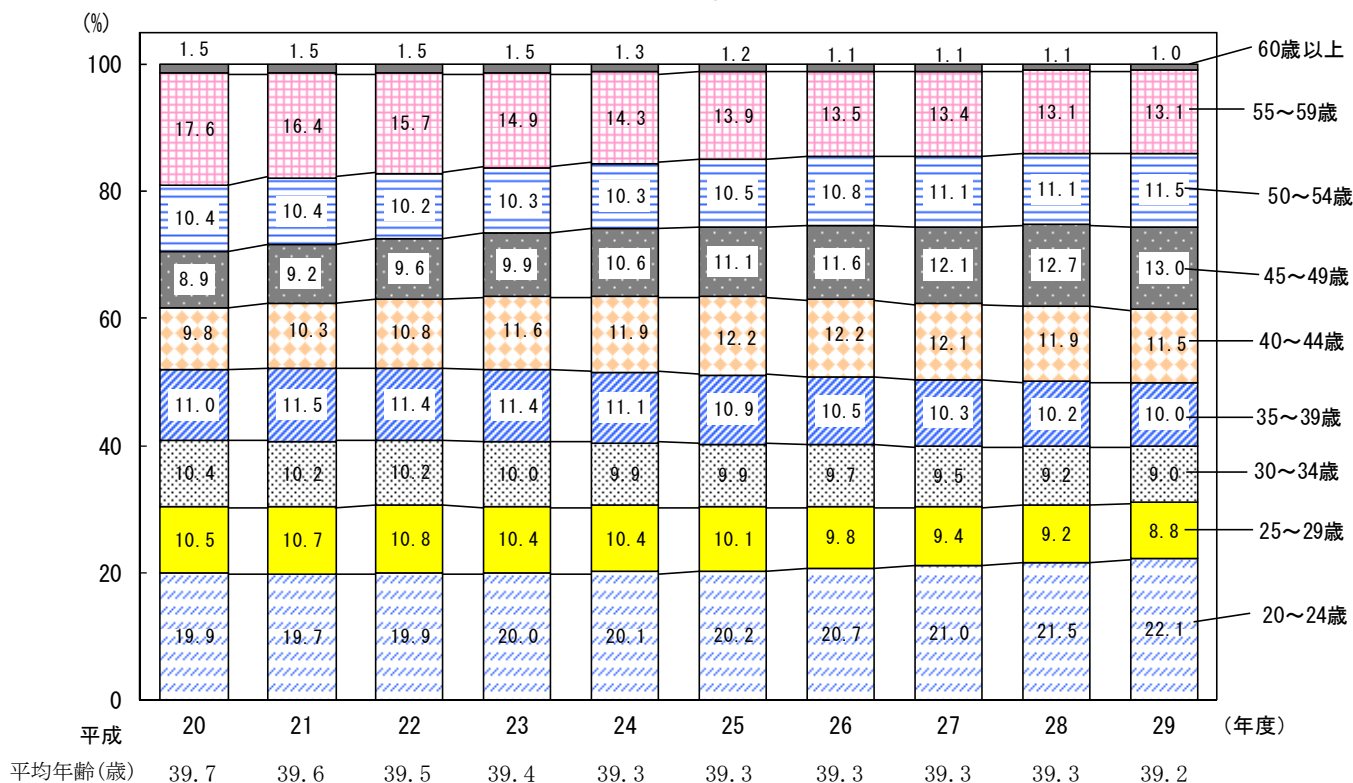 (%)
1.5 1.5 1.5 1.5 1.3 1.2 1.1 1.1 1.1 1.0 60歳以上
100
17.6 16.4 15.7 14.9 14.3 13.9 13.5 13.4 13.1 13.1 55～59歳
80
10.4 10.4 10.2 10.3 10.3 10.5 10.8 11.1 11.1 11.5 50～54歳
8.9 9.2 9.6 9.9 10.6 11.1 11.6 12.1 12.7 13.0 45～49歳
60
9.8 10.3 10.8 11.6 11.9 12.2 12.2 12.1 11.9 11.5 40～44歳
11.0 11.5 11.4 11.4 11.1 10.9 10.5 10.3 10.2 10.0 35～39歳
40
10.4 10.2 10.2 10.0 9.9 9.9 9.7 9.5 9.2 9.0 30～34歳
10.5 10.7 10.8 10.4 10.4 10.1 9.8 9.4 9.2 8.8 25～29歳
20
19.9 19.7 19.9 20.0 20.1 20.2 20.7 21.0 21.5 22.1 20～24歳
0
平成 20 21 22 23 24 25 26 27 28 29 (年度)
平均年齢(歳) 39.7 39.6 39.5 39.4 39.3 39.3 39.3 39.3 39.3 39.2